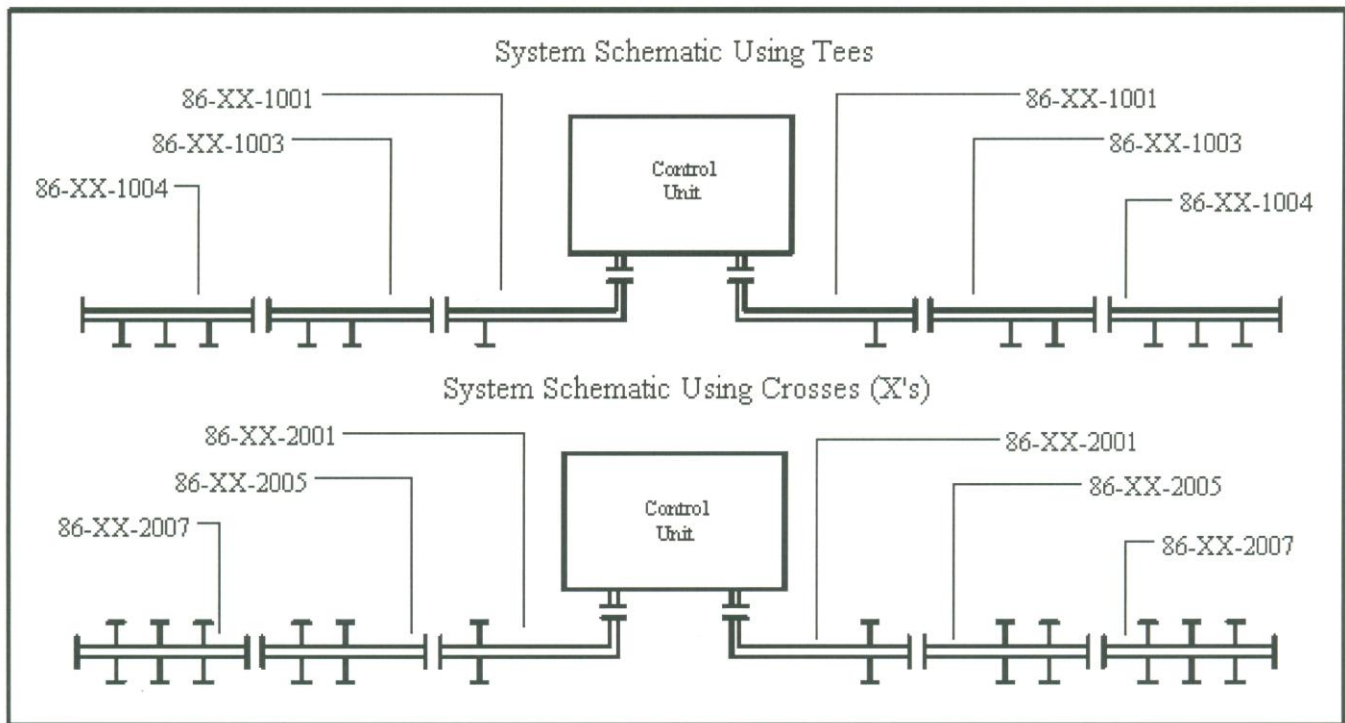 System Schematic Using Tees
86-XX-1001
86-XX-1001
86-XX-1003
86-XX-1003
86-XX-1004
86-XX-1004
Control
Unit
System Schematic Using Crosses (X's)
86-XX-2001
86-XX-2001
86-XX-2005
86-XX-2005
86-XX-2007
86-XX-2007
Control
Unit